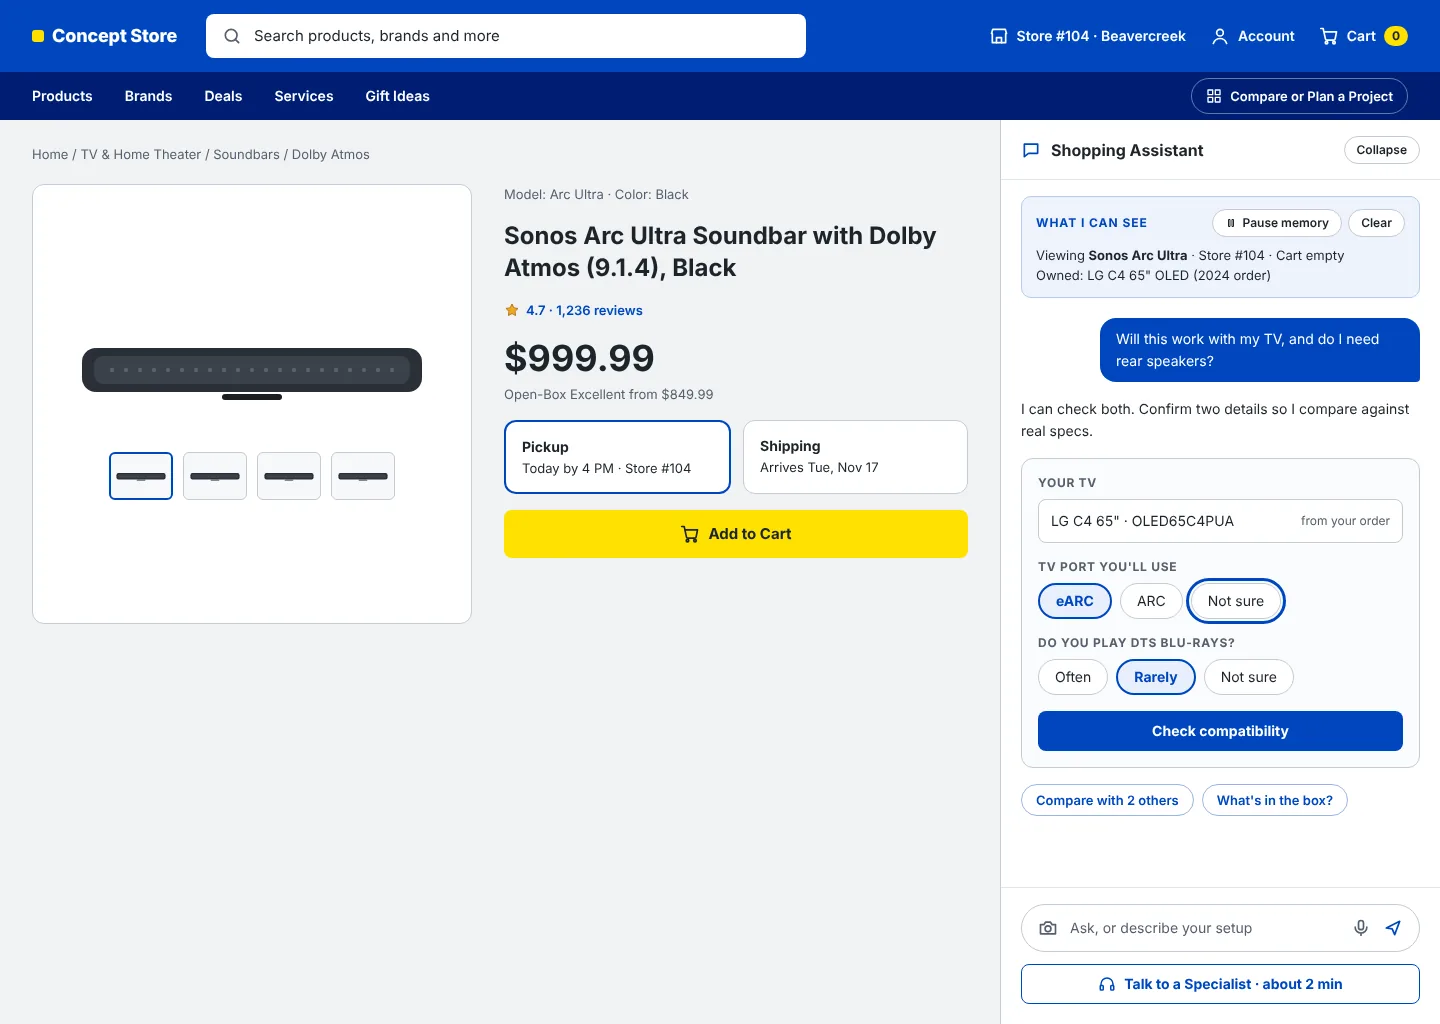 Concept Store
Search products, brands and more
Store #104 · Beavercreek
Account
Cart
0
Products
Brands
Deals
Services
Gift Ideas
Compare or Plan a Project
Home / TV & Home Theater / Soundbars / Dolby Atmos
Model: Arc Ultra · Color: Black
Sonos Arc Ultra Soundbar with Dolby
Atmos (9.1.4), Black
4.7 · 1,236 reviews
$999.99
Open-Box Excellent from $849.99
Pickup
Today by 4 PM · Store #104
Shipping
Arrives Tue, Nov 17
Add to Cart
Shopping Assistant
Collapse
WHAT I CAN SEE
Pause memory
Clear
Viewing Sonos Arc Ultra · Store #104 · Cart empty
Owned: LG C4 65" OLED (2024 order)
Will this work with my TV, and do I need
rear speakers?
I can check both. Confirm two details so I compare against
real specs.
YOUR TV
LG C4 65" · OLED65C4PUA
from your order
TV PORT YOU'LL USE
eARC
ARC
Not sure
DO YOU PLAY DTS BLU-RAYS?
Often
Rarely
Not sure
Check compatibility
Compare with 2 others
What's in the box?
Ask, or describe your setup
Talk to a Specialist · about 2 min